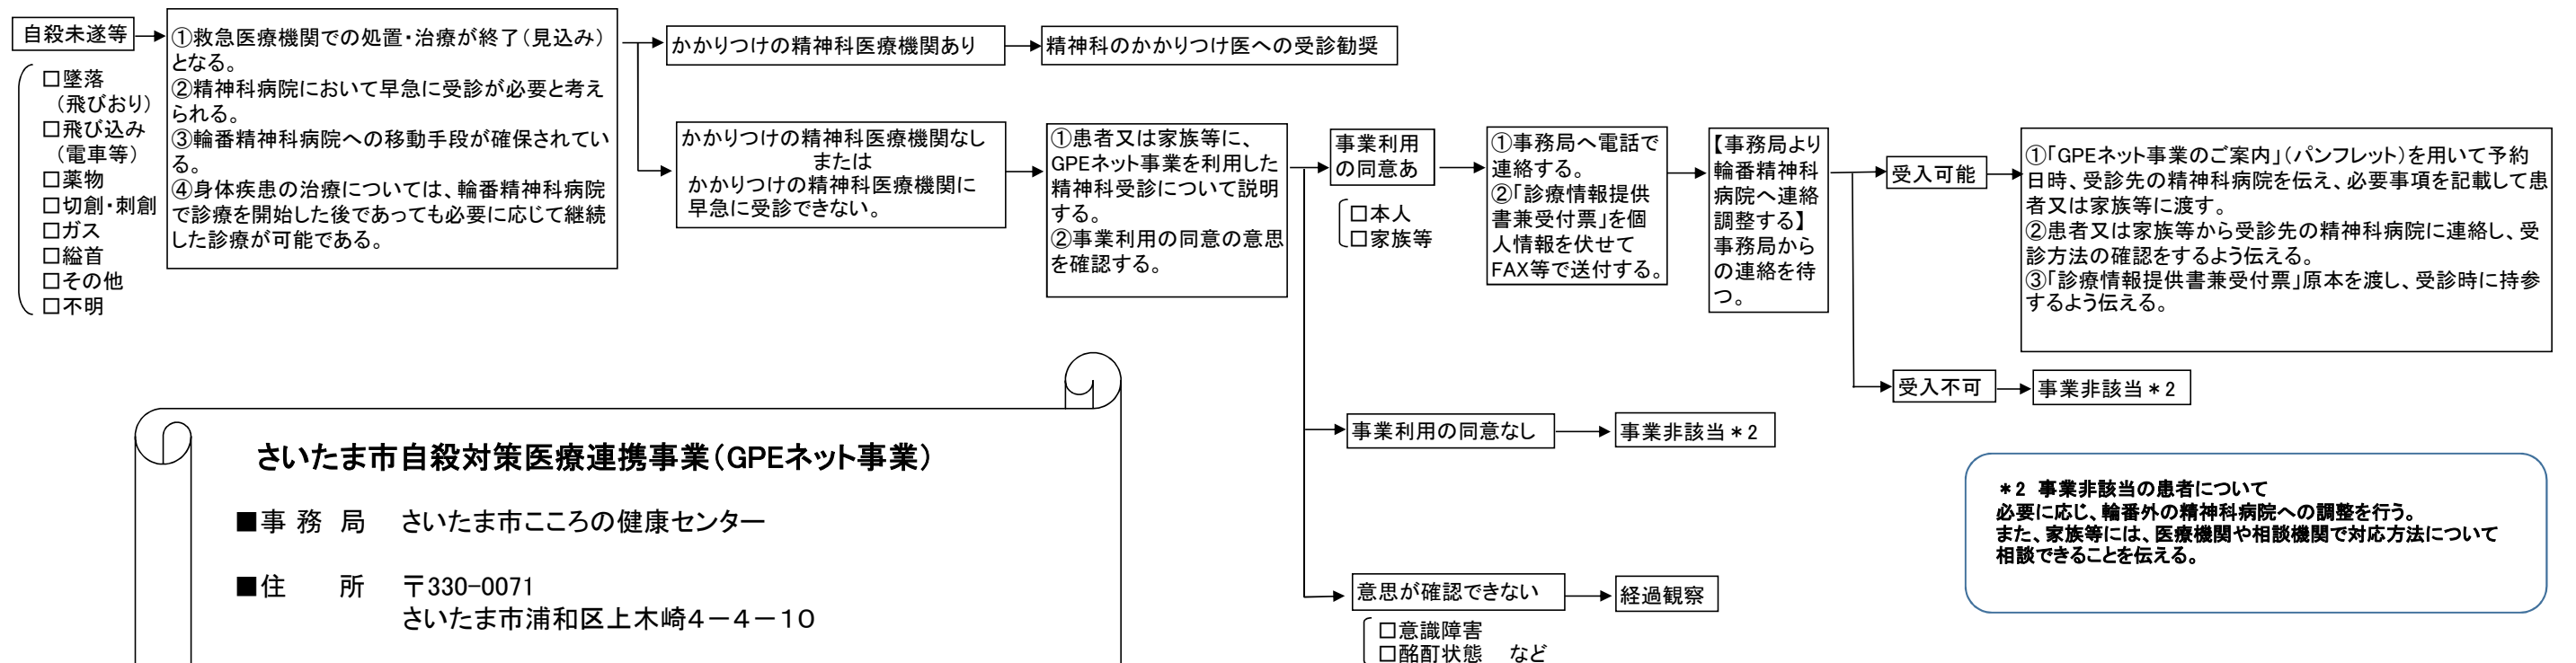 自殺未遂等
□墜落
（飛びおり）
□飛び込み
（電車等）
□薬物
□切創・刺創
□ガス
□縊首
□その他
□不明
①救急医療機関での処置・治療が終了（見込み）
となる。
②精神科病院において早急に受診が必要と考え
られる。
③輪番精神科病院への移動手段が確保されてい
る。
④身体疾患の治療については、輪番精神科病院
で診療を開始した後であっても必要に応じて継続
した診療が可能である。
かかりつけの精神科医療機関あり
精神科のかかりつけ医への受診勧奨
かかりつけの精神科医療機関なし
または
かかりつけの精神科医療機関に
早急に受診できない。
①患者又は家族等に、
GPEネット事業を利用した
精神科受診について説明
する。
②事業利用の同意の意思
を確認する。
事業利用
の同意あ
□本人
□家族等
①事務局へ電話で
連絡する。
②「診療情報提供
書兼受付票」を個
人情報を伏せて
FAX等で送付する。
【事務局より
輪番精神科
病院へ連絡
調整する】
事務局から
の連絡を待
つ。
受入可能
①「GPEネット事業のご案内」（パンフレット）を用いて予約
日時、受診先の精神科病院を伝え、必要事項を記載して患
者又は家族等に渡す。
②患者又は家族等から受診先の精神科病院に連絡し、受
診方法の確認をするよう伝える。
③「診療情報提供書兼受付票」原本を渡し、受診時に持参
するよう伝える。
受入不可
事業非該当＊2
事業利用の同意なし
事業非該当＊2
意思が確認できない
経過観察
□意識障害
□酩酊状態　など
＊2 事業非該当の患者について
必要に応じ、輪番外の精神科病院への調整を行う。
また、家族等には、医療機関や相談機関で対応方法について
相談できることを伝える。
さいたま市自殺対策医療連携事業（GPEネット事業）
■事 務 局　さいたま市こころの健康センター
■住　　所　〒330-0071
さいたま市浦和区上木崎４－４－１０